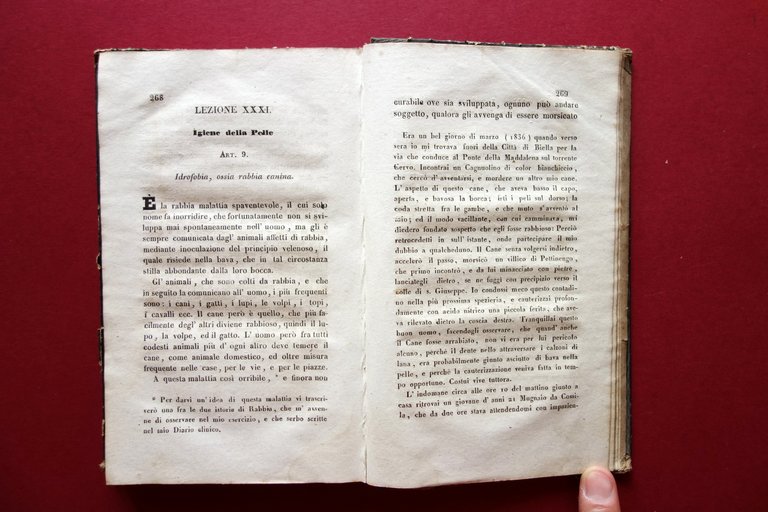 268
LEZIONE XXXI.
Igiene della Pelle
ART. 9.
Idrofobia, ossia rabbia canina.
È la rabbia malattia spaventevole, il cui solo
nome fa inorridire, che fortunatamente non si svi-
luppa mai spontaneamente nell' uomo, ma gli è
sempre comunicata dagl' animali affetti di rabbia,
mediante inoculazione del principio velenoso, il
quale risiede nella bava, che in tal circostanza
stilla abbondante dalla loro bocca.
Gl' animali, che sono colti da rabbia, e che
in seguito la comunicano all' uomo, i più frequenti
sono: i cani, i gatti, i lupi, le volpi, i topi,
i cavalli ecc. Il cane però è quello, che più fa-
cilmente degl' altri diviene rabbioso, quindi il lu-
po, la volpe, ed il gatto. L' uomo però fra tutti
codesti animali più d' ogni altro deve temere il
cane, come animale domestico, ed oltre misura
frequente nelle case, per le vie, e per le piazze.
A questa malattia così orribile, * e finora non
* Per darvi un' idea di questa malattia vi trascri-
verò una fra le due istorie di Rabbia, che m' avven-
ne di osservare nel mio esercizio, e che serbo scritte
nel mio Diario clinico.
269
curabile ove sia sviluppata, ognuno può andare
soggetto, qualora gli avvenga di essere morsicato
Era un bel giorno di marzo (1836) quando verso
sera io mi trovava fuori della Città di Biella per la
via che conduce al Ponte della Maddalena sul torrente
Cervo. Incontrai un Cagnuolino di color bianchiccio,
che cercò d' avventarsi, e mordere un altro mio cane.
L' aspetto di questo cane, che aveva basso il capo,
aperta, e bavosa la bocca; irti i peli sul dorso; la
coda stretta fra le gambe, e che muto s' avventò al
mio; ed il modo vacillante, con cui camminava, mi
diedero fondato sospetto che egli fosse rabbioso: Perciò
retrocedetti in sull' istante, onde partecipare il mio
dubbio a qualcheduno. Il Cane senza volgersi indietro,
accelerò il passo, morsicò un villico di Pettinengo,
che primo incontrò, e da lui minacciato con pietre,
lanciategli dietro, se ne fuggì con precipizio verso il
colle di s. Giuseppe. Io condussi meco questo contadi-
no nella più prossima spezieria, e cauterizzai profon-
damente con acido nitrico una piccola ferita, che a-
veva rilevato dietro la coscia destra. Tranquillai questo
buon uomo, facendogli osservare, che quand' anche
il Cane fosse arrabbiato, non vi era per lui pericolo
alcuno, perchè il dente nello attraversare i calzoni di
lana, era probabilmente giunto asciutto di bava nella
pelle, e perchè la cauterizzazione veniva fatta in tem-
po opportuno. Costui vive tuttora.
L' indomane circa alle ore 10 del mattino giunto a
casa ritrovai un giovane d' anni 21 Mugnaio da Cossi-
la, che da due ore stava attendendomi con impazien-